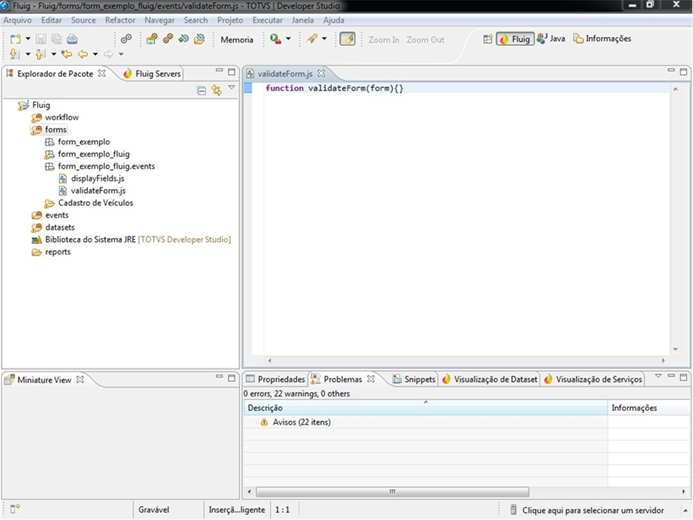 Fluig - Fluig/forms/form_exemplo_fluig/events/validateForm.js - TOTVS | Developer Studio
Arquivo Editar Source Refactor Navegar Search Projeto Executar Janela Ajuda
Memoria Zoom In Zoom Out Fluig Java Informações
Explorador de Pacote Fluig Servers
Fluig
workflow
forms
form_exemplo
form_exemplo_fluig
form_exemplo_fluig.events
displayFields.js
validateForm.js
Cadastro de Veículos
events
datasets
Biblioteca do Sistema JRE [TOTVS Developer Studio]
reports
validateForm.js
function validateForm(form){}
Miniature View
Propriedades Problemas Snippets Visualização de Dataset Visualização de Serviços
0 errors, 22 warnings, 0 others
Descrição Informações
Avisos (22 itens)
Gravável Inserçã...ligente 1 : 1 Clique aqui para selecionar um servidor